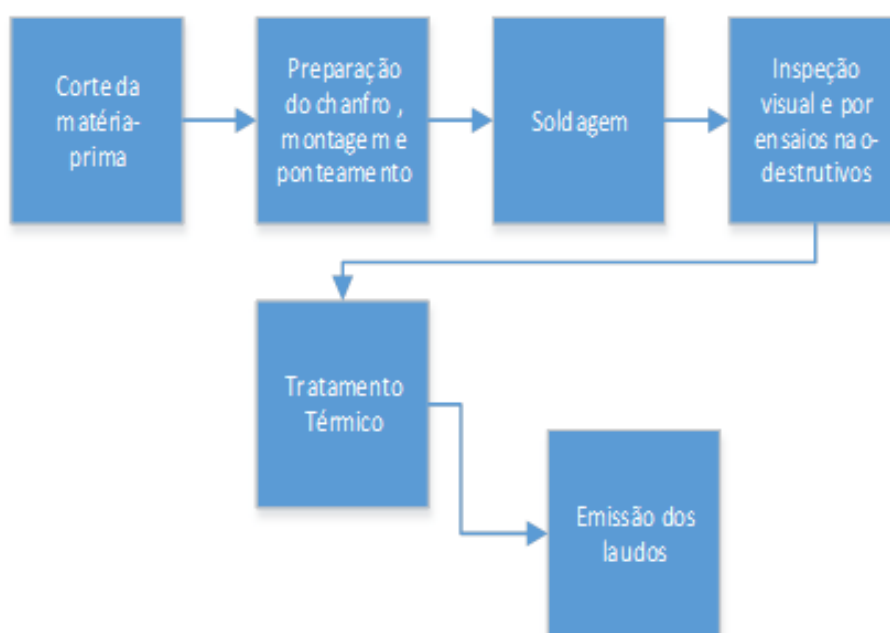 Corte da
matéria-
prima
Preparação
do chanfro,
montagem e
ponteamento
Soldagem
Inspeção
visual e por
ensaios nao-
destrutivos
Tratamento
Térmico
Emissão dos
laudos